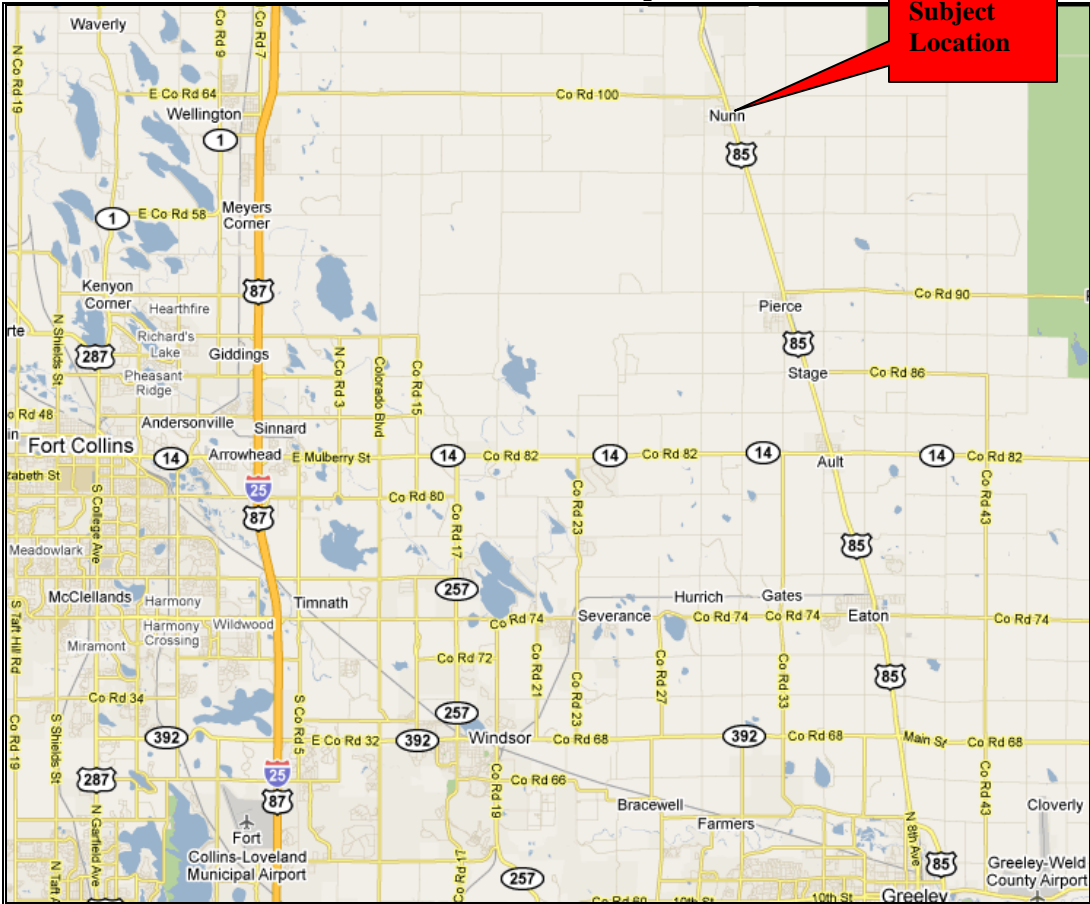 Subject
Location
Waverly
N Co Rd 19
Co Rd 9
Co Rd 7
E Co Rd 64
Co Rd 100
Wellington
Nunn
1
85
E Co Rd 58
Meyers
Corner
1
Kenyon
Corner
87
Co Rd 90
Hearthfire
Pierce
N Shields St
Richard's
Lake
Giddings
287
85
N Co Rd 3
Colorado Blvd
Co Rd 15
Pheasant
Ridge
Stage
Co Rd 86
Rd 48
Andersonville
Sinnard
Fort Collins
14
Arrowhead
E Mulberry St
14
Co Rd 82
14
Co Rd 82
14
Ault
14
Co Rd 82
zabeth St
25
Co Rd 80
S College Ave
87
Co Rd 17
Co Rd 23
Co Rd 43
Meadowlark
85
McClellands
Harmony
Timnath
257
Hurrich
Gates
S Taft Hill Rd
Harmony
Crossing
Wildwood
Co Rd 74
Severance
Co Rd 74
Co Rd 74
Eaton
Co Rd 74
Miramont
Co Rd 72
Co Rd 21
Co Rd 23
Co Rd 27
Co Rd 33
85
Co Rd 34
Co Rd 19
S Shields St
392
S Co Rd 5
257
E Co Rd 32
392
Windsor
Co Rd 68
392
Co Rd 68
Main St
Co Rd 68
287
25
Co Rd 66
Co Rd 19
Co Rd 43
87
Bracewell
Cloverly
N Garfield Ave
Fort
Collins-Loveland
Municipal Airport
Farmers
N 8th Ave
85
Greeley-Weld
County Airport
N Taft
Co Rd 17
257
10th St
Greeley